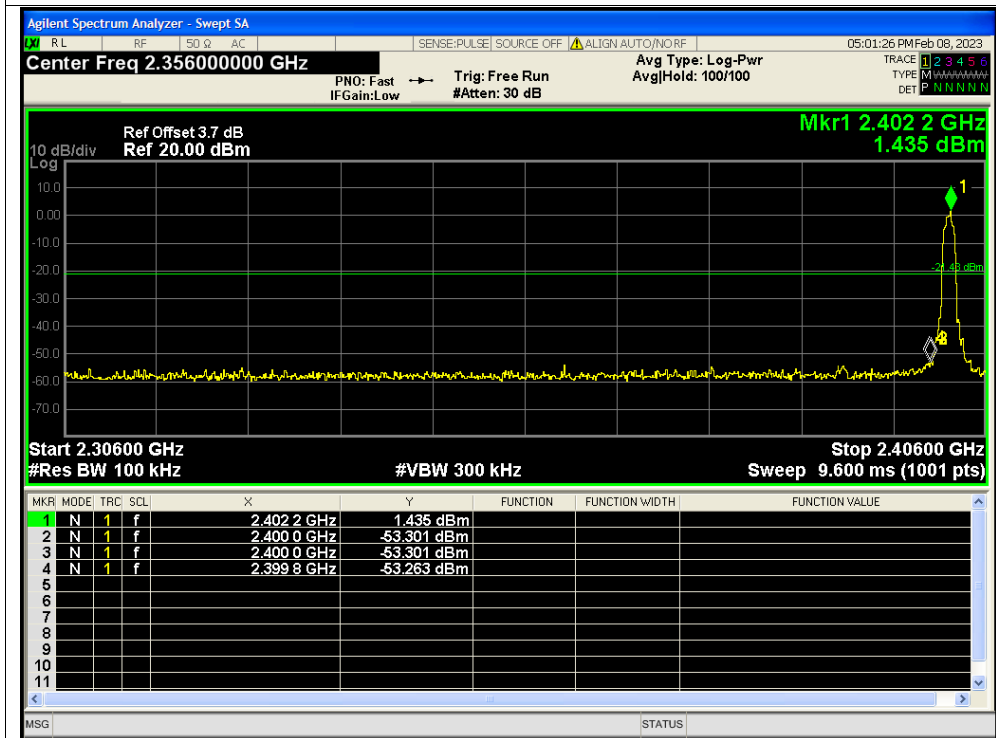 Agilent Spectrum Analyzer - Swept SA
LXI RL RF 50 Ω AC SENSE:PULSE SOURCE OFF ALIGN AUTO/NO RF 05:01:26 PM Feb 08, 2023
Center Freq 2.356000000 GHz
PNO: Fast
IFGain:Low
Trig: Free Run
#Atten: 30 dB
Avg Type: Log-Pwr
Avg|Hold: 100/100
TRACE 1 2 3 4 5 6
TYPE M
DET P N N N N N
Mkr1 2.402 2 GHz
1.435 dBm
Ref Offset 3.7 dB
10 dB/div Ref 20.00 dBm
Log
1
10.0
0.00
-10.0
-20.0
-21.43 dBm
-30.0
-40.0
-50.0
-60.0
-70.0
Start 2.30600 GHz Stop 2.40600 GHz
#Res BW 100 kHz #VBW 300 kHz Sweep 9.600 ms (1001 pts)
MKR MODE TRC SCL X Y FUNCTION FUNCTION WIDTH FUNCTION VALUE
1 N 1 f 2.402 2 GHz 1.435 dBm
2 N 1 f 2.400 0 GHz -53.301 dBm
3 N 1 f 2.400 0 GHz -53.301 dBm
4 N 1 f 2.399 8 GHz -53.263 dBm
5
6
7
8
9
10
11
MSG STATUS